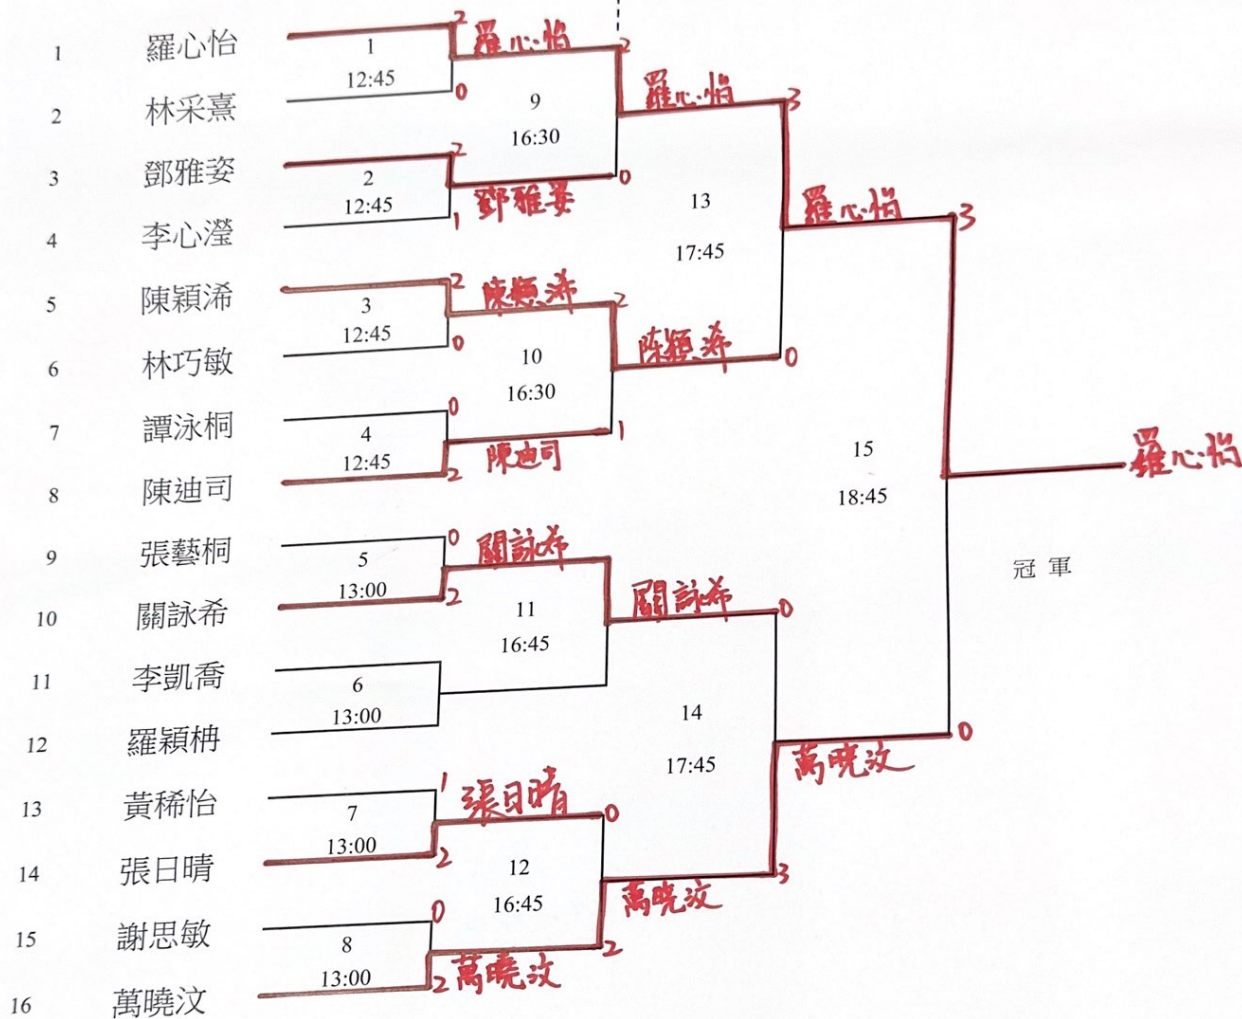 1 羅心怡
2 林采熹
3 鄧雅姿
4 李心瀅
5 陳穎浠
6 林巧敏
7 譚泳桐
8 陳迪司
9 張藝桐
10 關詠希
11 李凱喬
12 羅穎柟
13 黃稀怡
14 張日晴
15 謝思敏
16 萬曉汶
2
1
12:45
0
2
2
12:45
1
2
3
12:45
0
0
4
12:45
2
0
5
13:00
2
6
13:00
1
7
13:00
2
0
8
13:00
2
羅心怡
2
9
16:30
鄧雅姿
0
陳穎浠
2
10
16:30
陳迪司
1
關詠希
11
16:45
張日晴
0
12
16:45
萬曉汶
2
羅心怡
3
13
17:45
陈穎浠
0
關詠希
0
14
17:45
萬曉汶
3
羅心怡
3
15
18:45
萬曉汶
0
羅心怡
冠軍